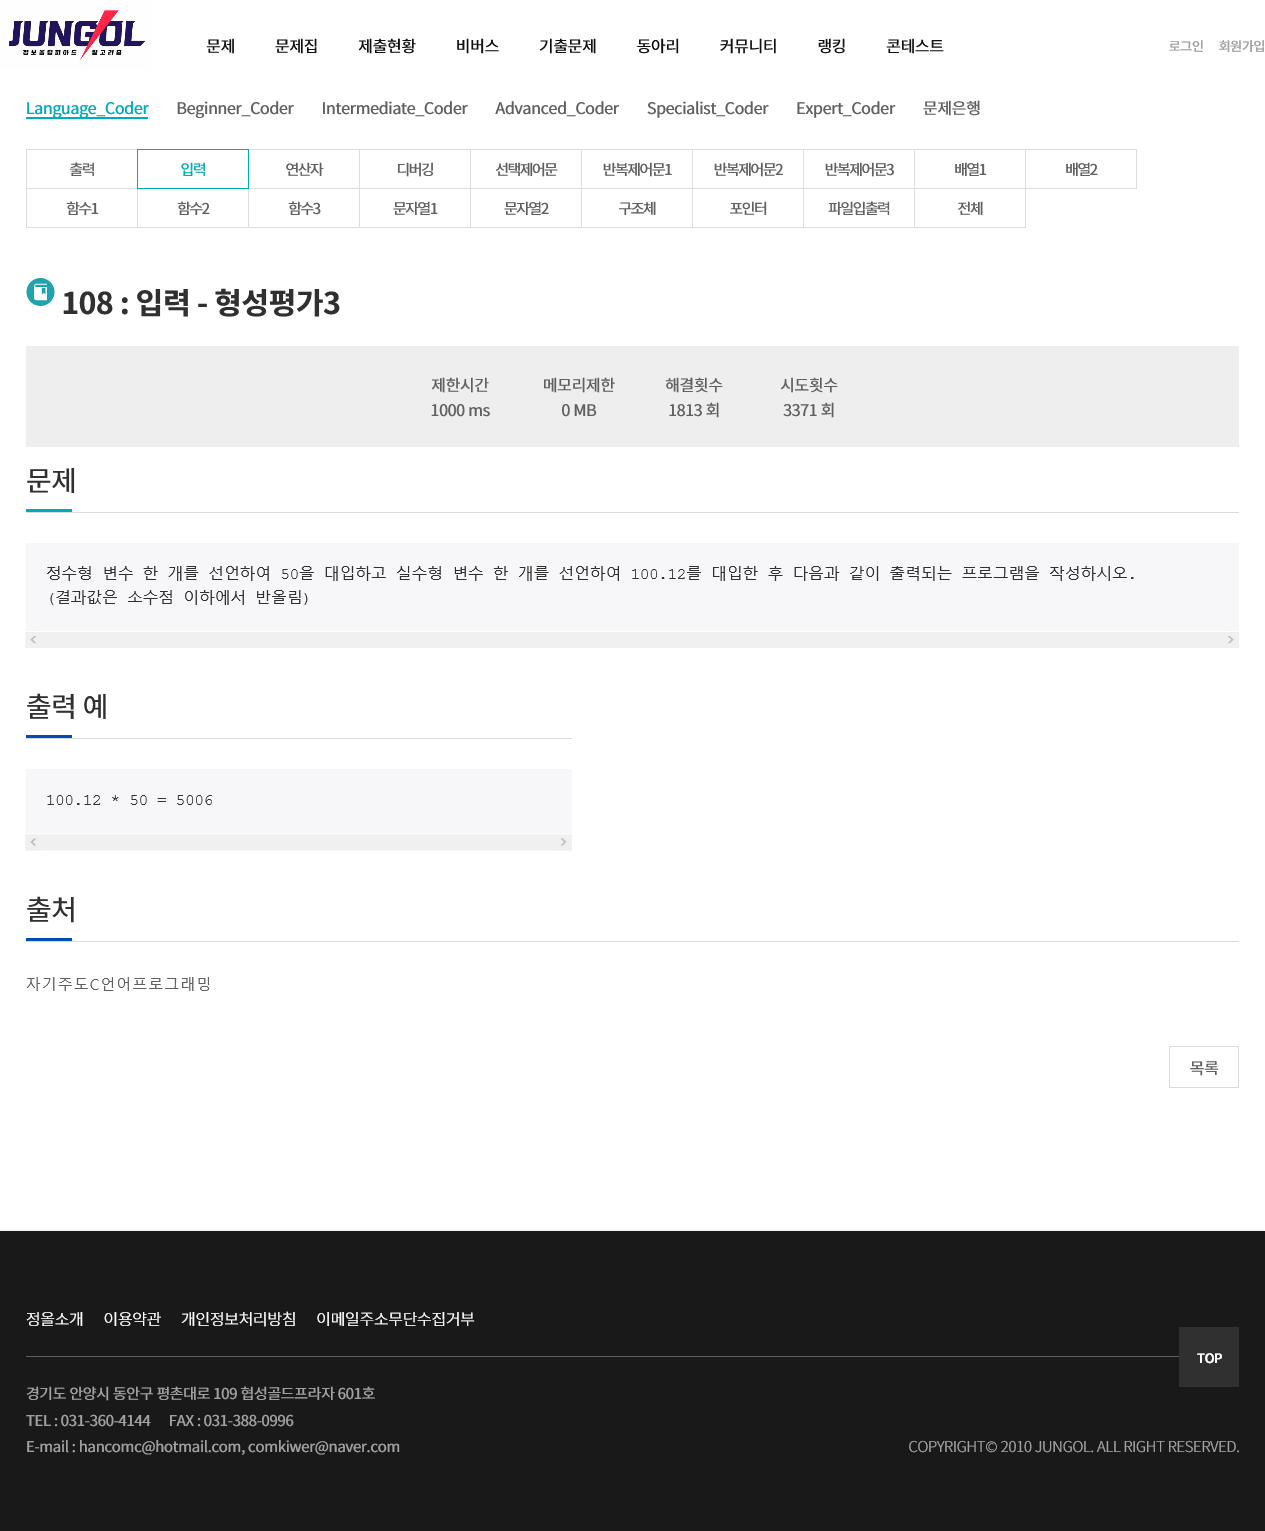 JUNGOL
정보올림피아드 알고리즘
문제 문제집 제출현황 비버스 기출문제 동아리 커뮤니티 랭킹 콘테스트 로그인 회원가입
Language_Coder Beginner_Coder Intermediate_Coder Advanced_Coder Specialist_Coder Expert_Coder 문제은행
출력 입력 연산자 디버깅 선택제어문 반복제어문1 반복제어문2 반복제어문3 배열1 배열2
함수1 함수2 함수3 문자열1 문자열2 구조체 포인터 파일입출력 전체
108 : 입력 - 형성평가3
제한시간 메모리제한 해결횟수 시도횟수
1000 ms 0 MB 1813 회 3371 회
문제
정수형 변수 한 개를 선언하여 50을 대입하고 실수형 변수 한 개를 선언하여 100.12를 대입한 후 다음과 같이 출력되는 프로그램을 작성하시오.
(결과값은 소수점 이하에서 반올림)
출력 예
100.12 * 50 = 5006
출처
자기주도C언어프로그래밍
목록
정올소개 이용약관 개인정보처리방침 이메일주소무단수집거부
TOP
경기도 안양시 동안구 평촌대로 109 협성골드프라자 601호
TEL : 031-360-4144 FAX : 031-388-0996
E-mail : hancomc@hotmail.com, comkiwer@naver.com COPYRIGHT© 2010 JUNGOL. ALL RIGHT RESERVED.